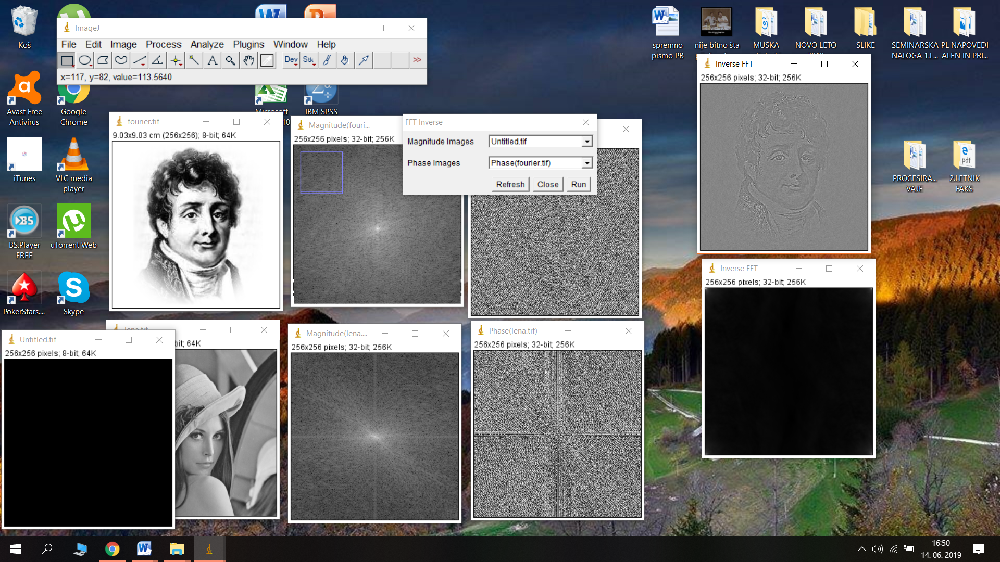 Koš
Avast Free
Antivirus
Google
Chrome
iTunes
VLC media
player
BS.Player
FREE
uTorrent Web
PokerStars....
Skype
Microsoft
10
IBM SPSS
spremno
pismo PB
nije bitno šta
MUSKA
NOVO LETO
2019
SLIKE
SEMINARSKA
NALOGA 1.L...
PL NAPOVEDI
ALEN IN PRI...
PROCESIRA...
VAJE
2.LETNIK
FAKS
pdf
ImageJ
File Edit Image Process Analyze Plugins Window Help
A Dev Stk >>
x=117, y=82, value=113.5640
fourier.tif
9.03x9.03 cm (256x256); 8-bit; 64K
Magnitude(fouri...
256x256 pixels; 32-bit; 256K
FFT Inverse
Magnitude Images Untitled.tif
Phase Images Phase(fourier.tif)
Refresh Close Run
Inverse FFT
256x256 pixels; 32-bit; 256K
Inverse FFT
256x256 pixels; 32-bit; 256K
lena.tif
bit; 64K
Untitled.tif
256x256 pixels; 8-bit; 64K
Magnitude(lena....
256x256 pixels; 32-bit; 256K
Phase(lena.tif)
256x256 pixels; 32-bit; 256K
16:50
14. 06. 2019